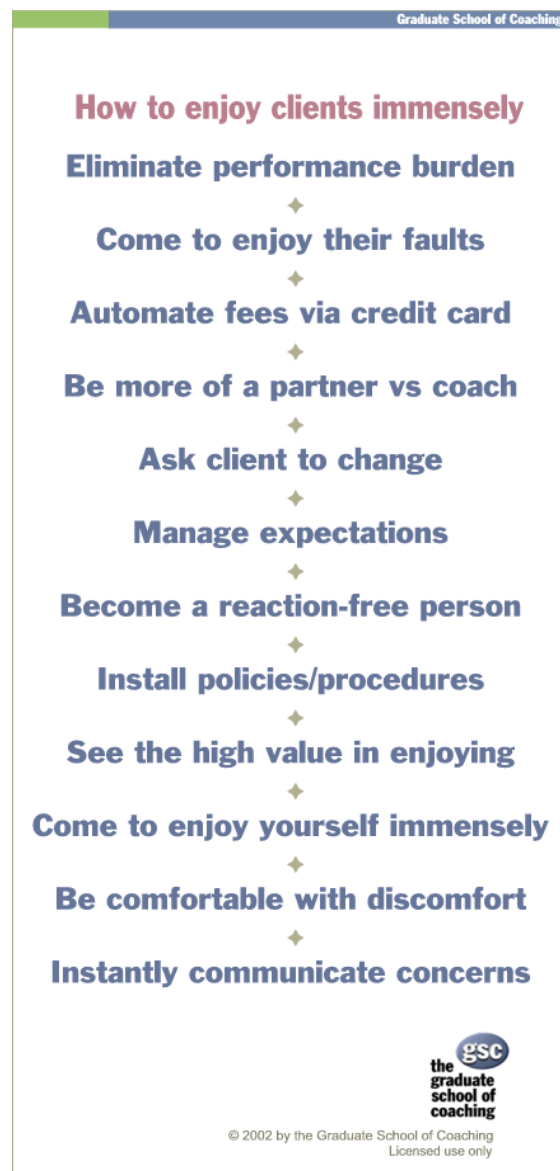 Graduate School of Coaching
How to enjoy clients immensely
Eliminate performance burden
Come to enjoy their faults
Automate fees via credit card
Be more of a partner vs coach
Ask client to change
Manage expectations
Become a reaction-free person
Install policies/procedures
See the high value in enjoying
Come to enjoy yourself immensely
Be comfortable with discomfort
Instantly communicate concerns
gsc
the
graduate
school of
coaching
© 2002 by the Graduate School of Coaching
Licensed use only